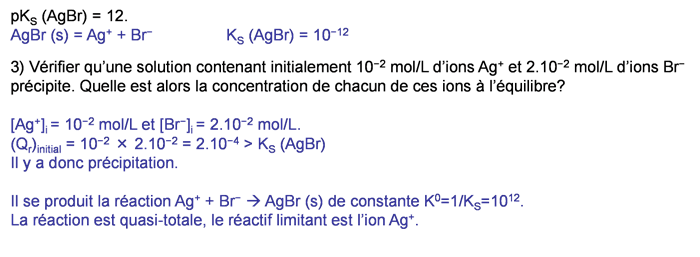 pKₛ (AgBr) = 12.
AgBr (s) = Ag⁺ + Br⁻ Kₛ (AgBr) = 10⁻¹²
3) Vérifier qu'une solution contenant initialement 10⁻² mol/L d'ions Ag⁺ et 2.10⁻² mol/L d'ions Br⁻
précipite. Quelle est alors la concentration de chacun de ces ions à l'équilibre?
[Ag⁺]ᵢ = 10⁻² mol/L et [Br⁻]ᵢ = 2.10⁻² mol/L.
(Qᵣ)initial = 10⁻² × 2.10⁻² = 2.10⁻⁴ > Kₛ (AgBr)
Il y a donc précipitation.
Il se produit la réaction Ag⁺ + Br⁻ → AgBr (s) de constante K⁰=1/Kₛ=10¹².
La réaction est quasi-totale, le réactif limitant est l'ion Ag⁺.